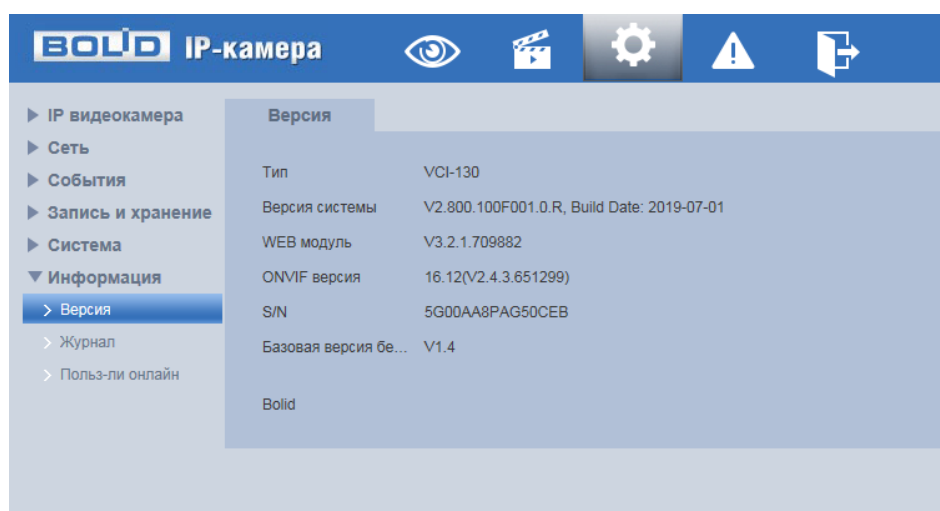 BOLID IP-камера
IP видеокамера
Сеть
События
Запись и хранение
Система
Информация
Версия
Журнал
Польз-ли онлайн
Версия
Тип VCI-130
Версия системы V2.800.100F001.0.R, Build Date: 2019-07-01
WEB модуль V3.2.1.709882
ONVIF версия 16.12(V2.4.3.651299)
S/N 5G00AA8PAG50CEB
Базовая версия бе... V1.4
Bolid